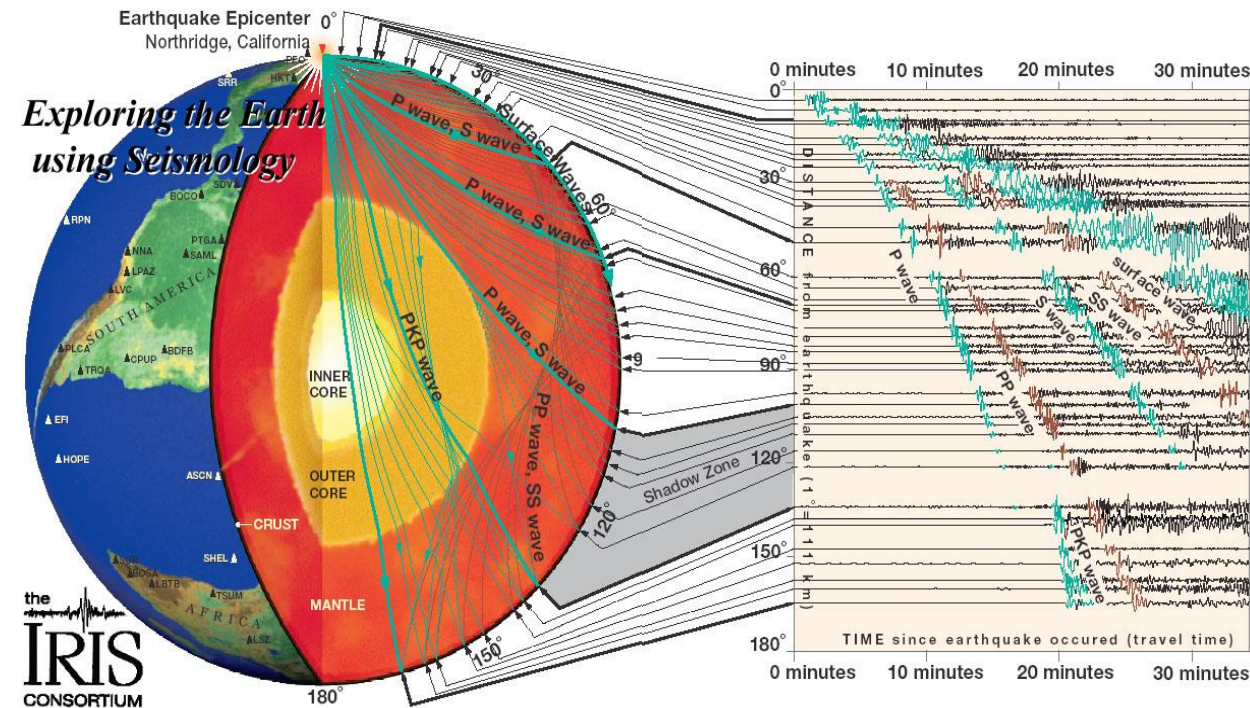 Earthquake Epicenter
Northridge, California
Exploring the Earth
using Seismology
0°
30°
60°
9
120°
150°
180°
PFO
HKT
SRR
SDV
BOCO
RPN
PTGA
NNA
SAML
LPAZ
LVC
SOUTH AMERICA
PLCA
CPUP
BDFB
TRQA
EFI
HOPE
ASCN
CRUST
SHEL
SUR
BOSA
LBTB
TSUM
AFRICA
LSZ
INNER
CORE
OUTER
CORE
MANTLE
P wave, S wave
Surface Waves
P wave, S wave
P wave, S wave
PKP wave
PP wave, SS wave
Shadow Zone
the
IRIS
CONSORTIUM
0 minutes 10 minutes 20 minutes 30 minutes
0°
30°
60°
90°
120°
150°
180°
DISTANCE from earthquake (1°=111 km)
P wave
surface wave
S wave
SS wave
PP wave
PKP wave
TIME since earthquake occured (travel time)
0 minutes 10 minutes 20 minutes 30 minutes